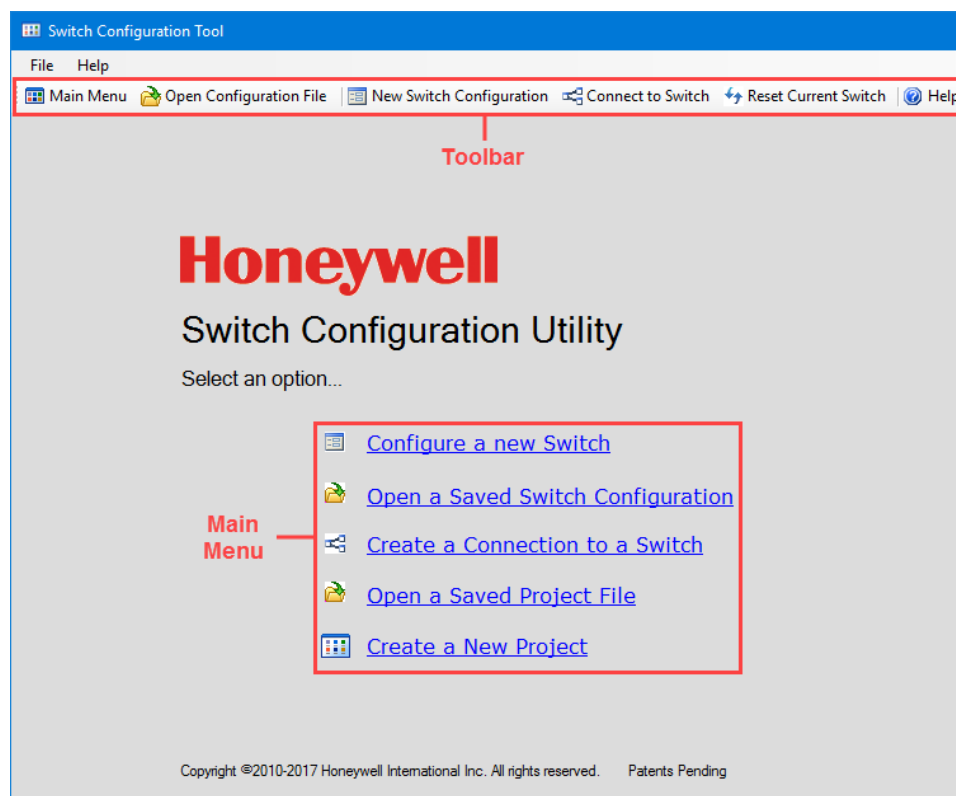 Switch Configuration Tool
File Help
Main Menu Open Configuration File New Switch Configuration Connect to Switch Reset Current Switch Help
Toolbar
Honeywell
Switch Configuration Utility
Select an option...
Configure a new Switch
Open a Saved Switch Configuration
Main
Menu
Create a Connection to a Switch
Open a Saved Project File
Create a New Project
Copyright ©2010-2017 Honeywell International Inc. All rights reserved. Patents Pending